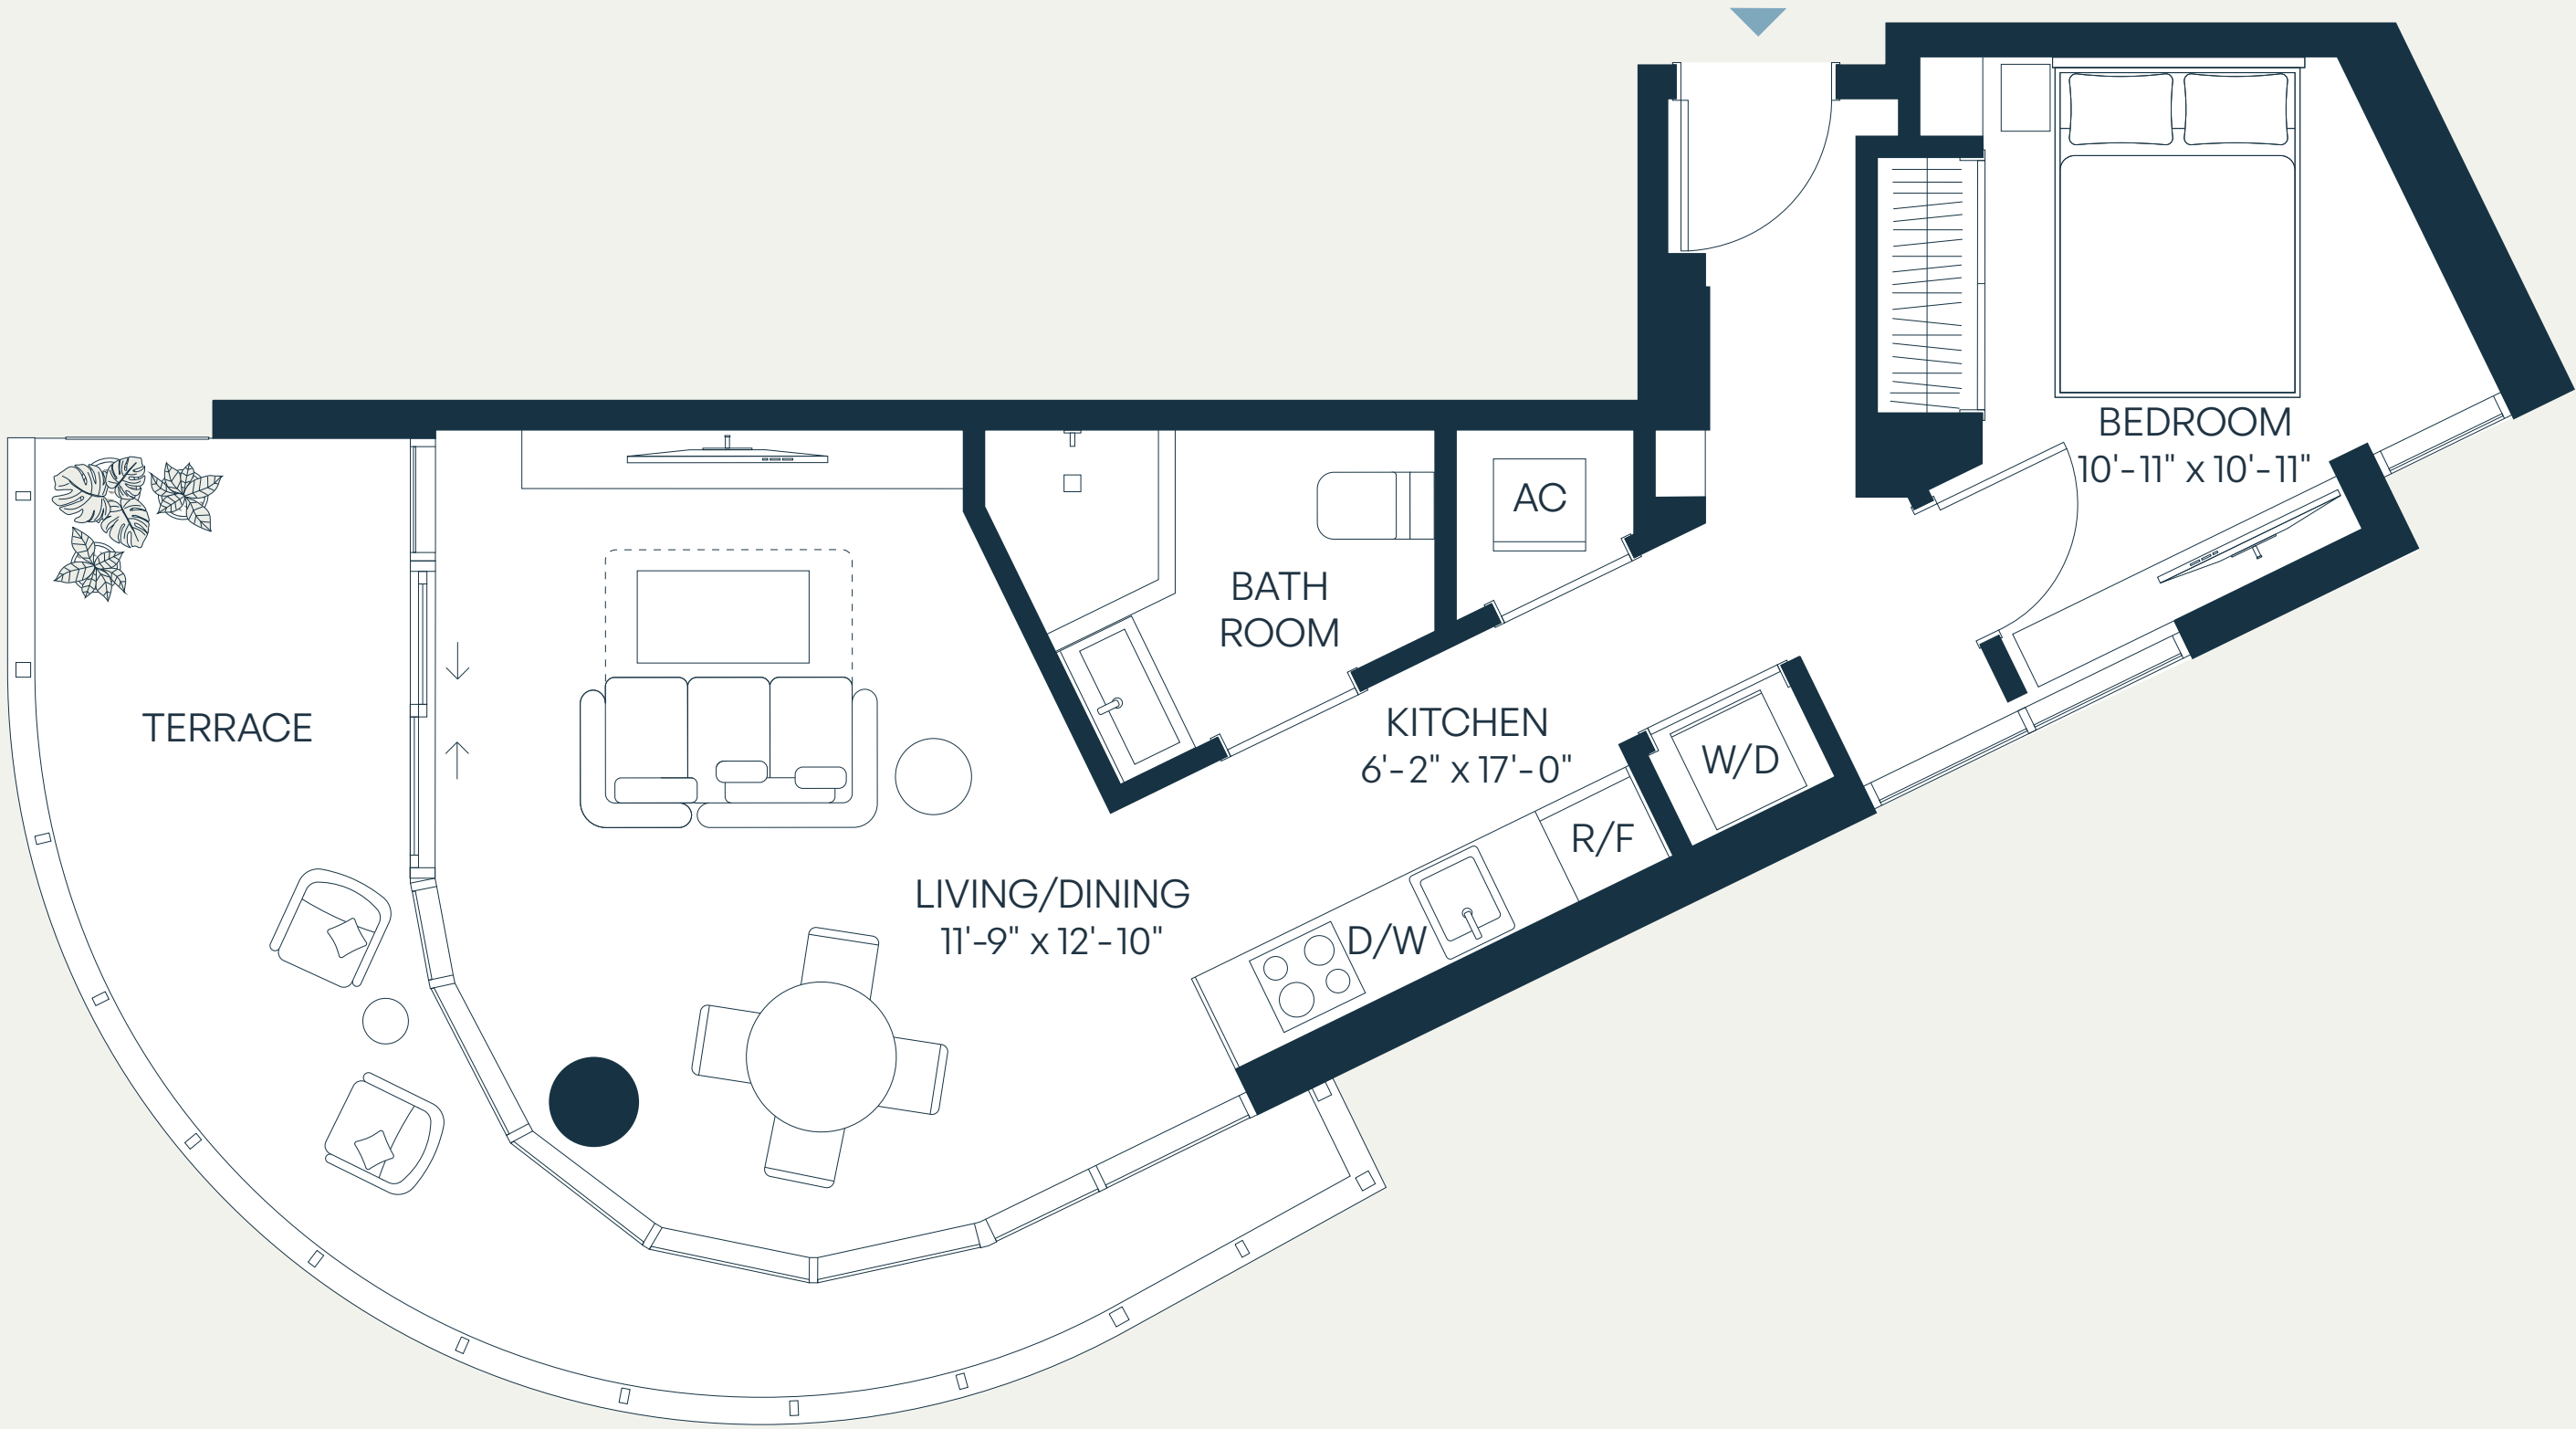 BEDROOM
10'-11" x 10'-11"
AC
BATH
ROOM
TERRACE
KITCHEN
6'-2" x 17'-0"
W/D
R/F
LIVING/DINING
11'-9" x 12'-10"
D/W